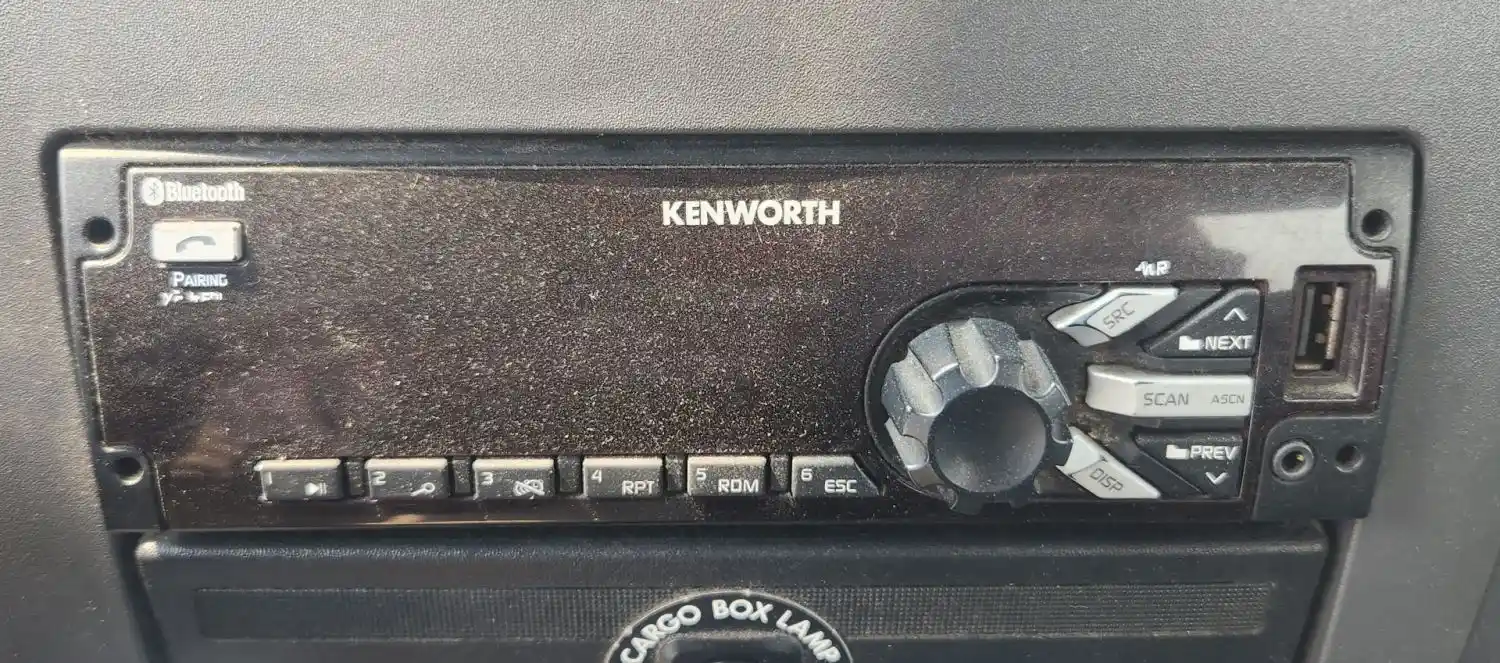 Bluetooth
KENWORTH
PAIRING
SRC
NEXT
SCAN ASCN
PREV
DISP
1
2
3
4 RPT
5 RDM
6 ESC
CARGO BOX LAMP